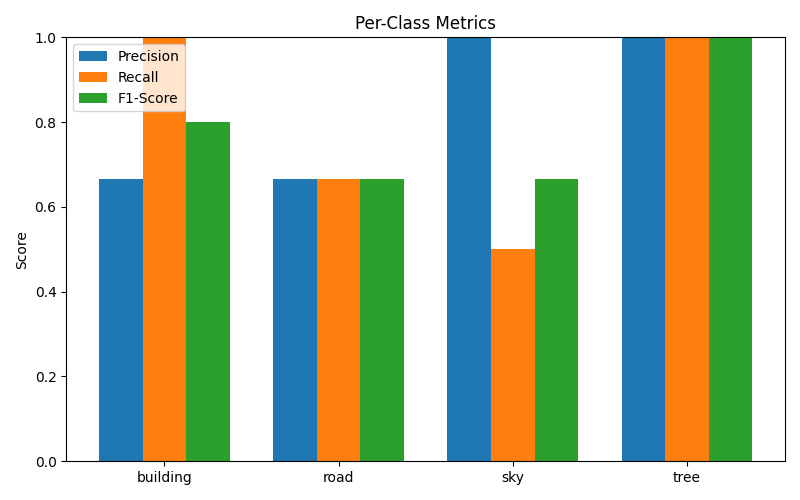 Per-Class Metrics
Precision
Recall
F1-Score
Score
1.0
0.8
0.6
0.4
0.2
0.0
building road sky tree